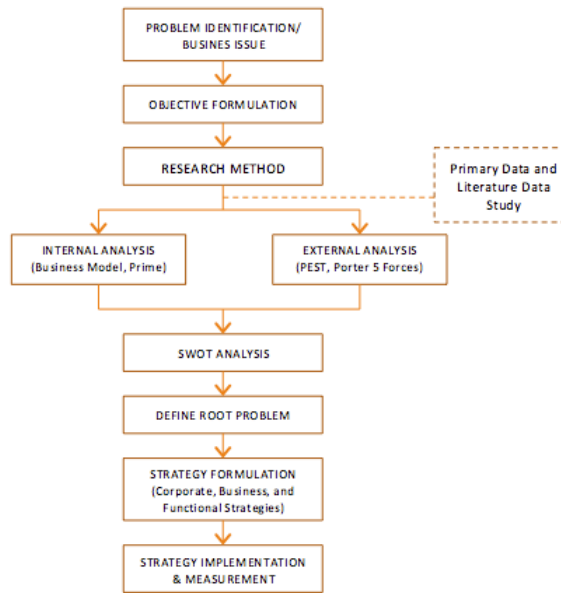 PROBLEM IDENTIFICATION/
BUSINES ISSUE
OBJECTIVE FORMULATION
RESEARCH METHOD
Primary Data and
Literature Data
Study
INTERNAL ANALYSIS
(Business Model, Prime)
EXTERNAL ANALYSIS
(PEST, Porter 5 Forces)
SWOT ANALYSIS
DEFINE ROOT PROBLEM
STRATEGY FORMULATION
(Corporate, Business, and
Functional Strategies)
STRATEGY IMPLEMENTATION
& MEASUREMENT